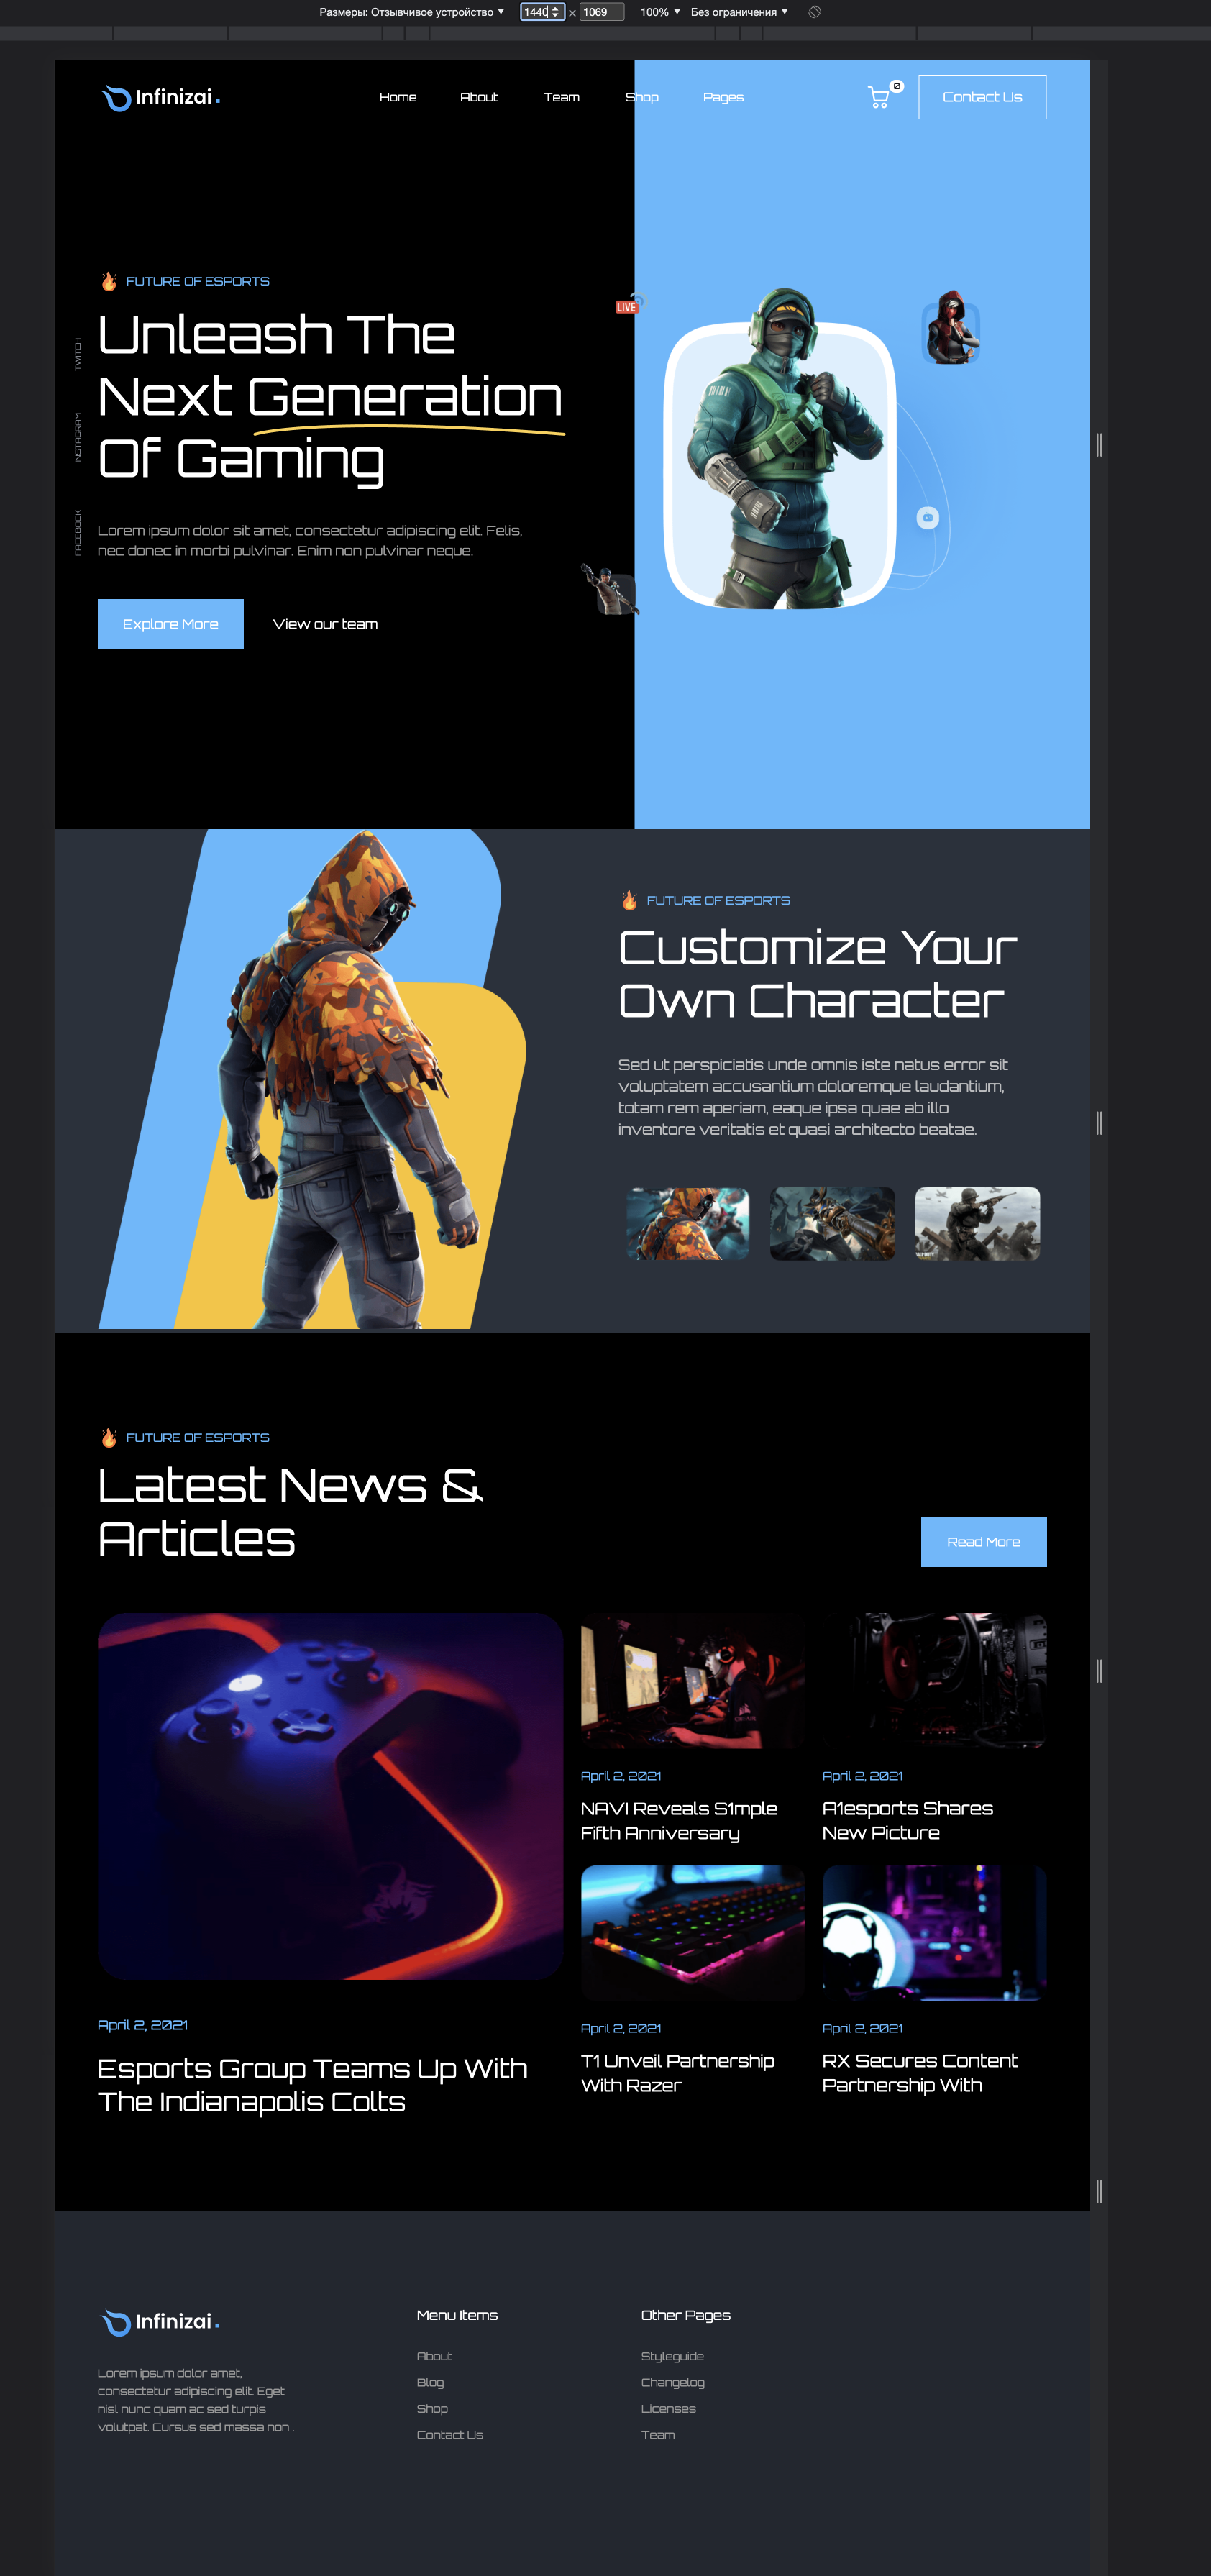 Размеры: Отзывчивое устройство ▼ 1440 × 1069 100% ▼ Без ограничения ▼
Infinizai.
Home About Team Shop Pages
0
Contact Us
FUTURE OF ESPORTS
Unleash The
Next Generation
Of Gaming
TWITCH
INSTAGRAM
FACEBOOK
LIVE
Lorem ipsum dolor sit amet, consectetur adipiscing elit. Felis,
nec donec in morbi pulvinar. Enim non pulvinar neque.
Explore More
View our team
FUTURE OF ESPORTS
Customize Your
Own Character
Sed ut perspiciatis unde omnis iste natus error sit
voluptatem accusantium doloremque laudantium,
totam rem aperiam, eaque ipsa quae ab illo
inventore veritatis et quasi architecto beatae.
FUTURE OF ESPORTS
Latest News &
Articles
Read More
April 2, 2021
Esports Group Teams Up With
The Indianapolis Colts
April 2, 2021
NAVI Reveals S1mple
Fifth Anniversary
April 2, 2021
A1esports Shares
New Picture
April 2, 2021
T1 Unveil Partnership
With Razer
April 2, 2021
RX Secures Content
Partnership With
Infinizai.
Lorem ipsum dolor amet,
consectetur adipiscing elit. Eget
nisl nunc quam ac sed turpis
volutpat. Cursus sed massa non .
Menu Items
About
Blog
Shop
Contact Us
Other Pages
Styleguide
Changelog
Licenses
Team